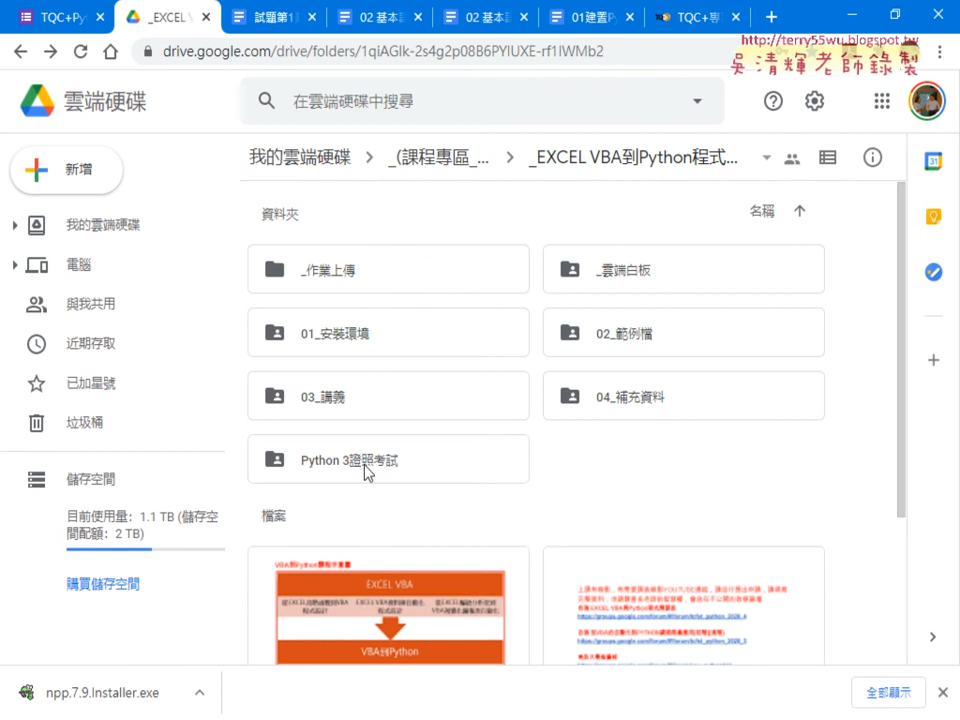 TQC+Py
_EXCEL V
試題第1
02 基本
02 基本
01建置P
TQC+專
drive.google.com/drive/folders/1qiAGlk-2s4g2p08B6PYlUXE-rf1IWMb2
http://terry55wu.blogspot.tw
吳清輝老師錄製
雲端硬碟
在雲端硬碟中搜尋
新增
我的雲端硬碟
_(課程專區_...
_EXCEL VBA到Python程式...
我的雲端硬碟
電腦
與我共用
近期存取
已加星號
垃圾桶
儲存空間
目前使用量：1.1 TB (儲存空
間配額：2 TB)
購買儲存空間
資料夾
名稱
_作業上傳
_雲端白板
01_安裝環境
02_範例檔
03_講義
04_補充資料
Python 3證照考試
檔案
EXCEL VBA
VBA到Python
31
npp.7.9.Installer.exe
全部顯示